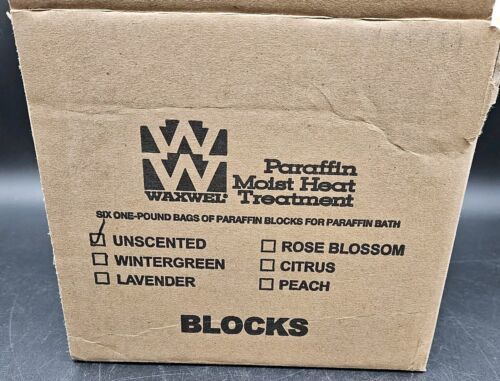 WW
WAXWEL®
Paraffin
Moist Heat
Treatment
SIX ONE-POUND BAGS OF PARAFFIN BLOCKS FOR PARAFFIN BATH
UNSCENTED
WINTERGREEN
LAVENDER
ROSE BLOSSOM
CITRUS
PEACH
BLOCKS